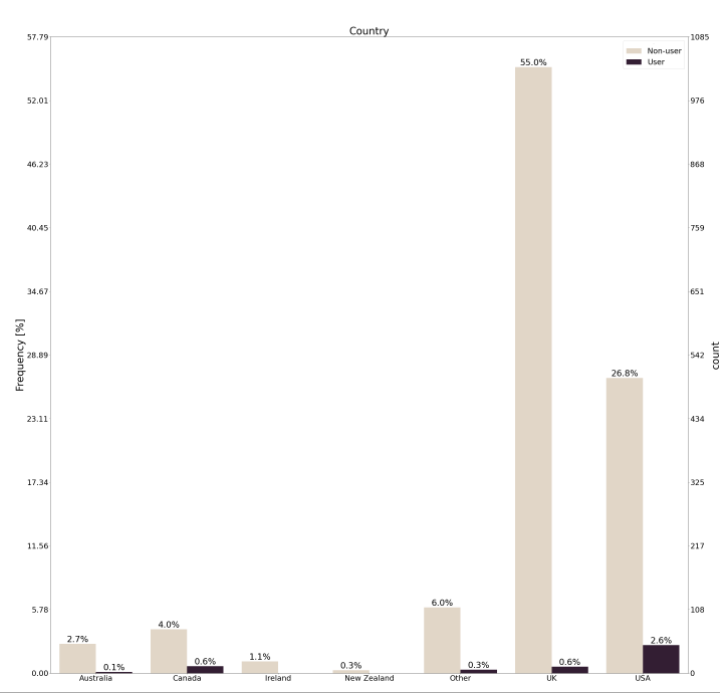 Country
Non-user
User
Frequency [%]
57.79
52.01
46.23
40.45
34.67
28.89
23.11
17.34
11.56
5.78
0.00
1085
976
868
759
651
542
434
325
217
108
0
count
2.7%
0.1%
4.0%
0.6%
1.1%
0.3%
6.0%
0.3%
55.0%
0.6%
26.8%
2.6%
Australia
Canada
Ireland
New Zealand
Other
UK
USA